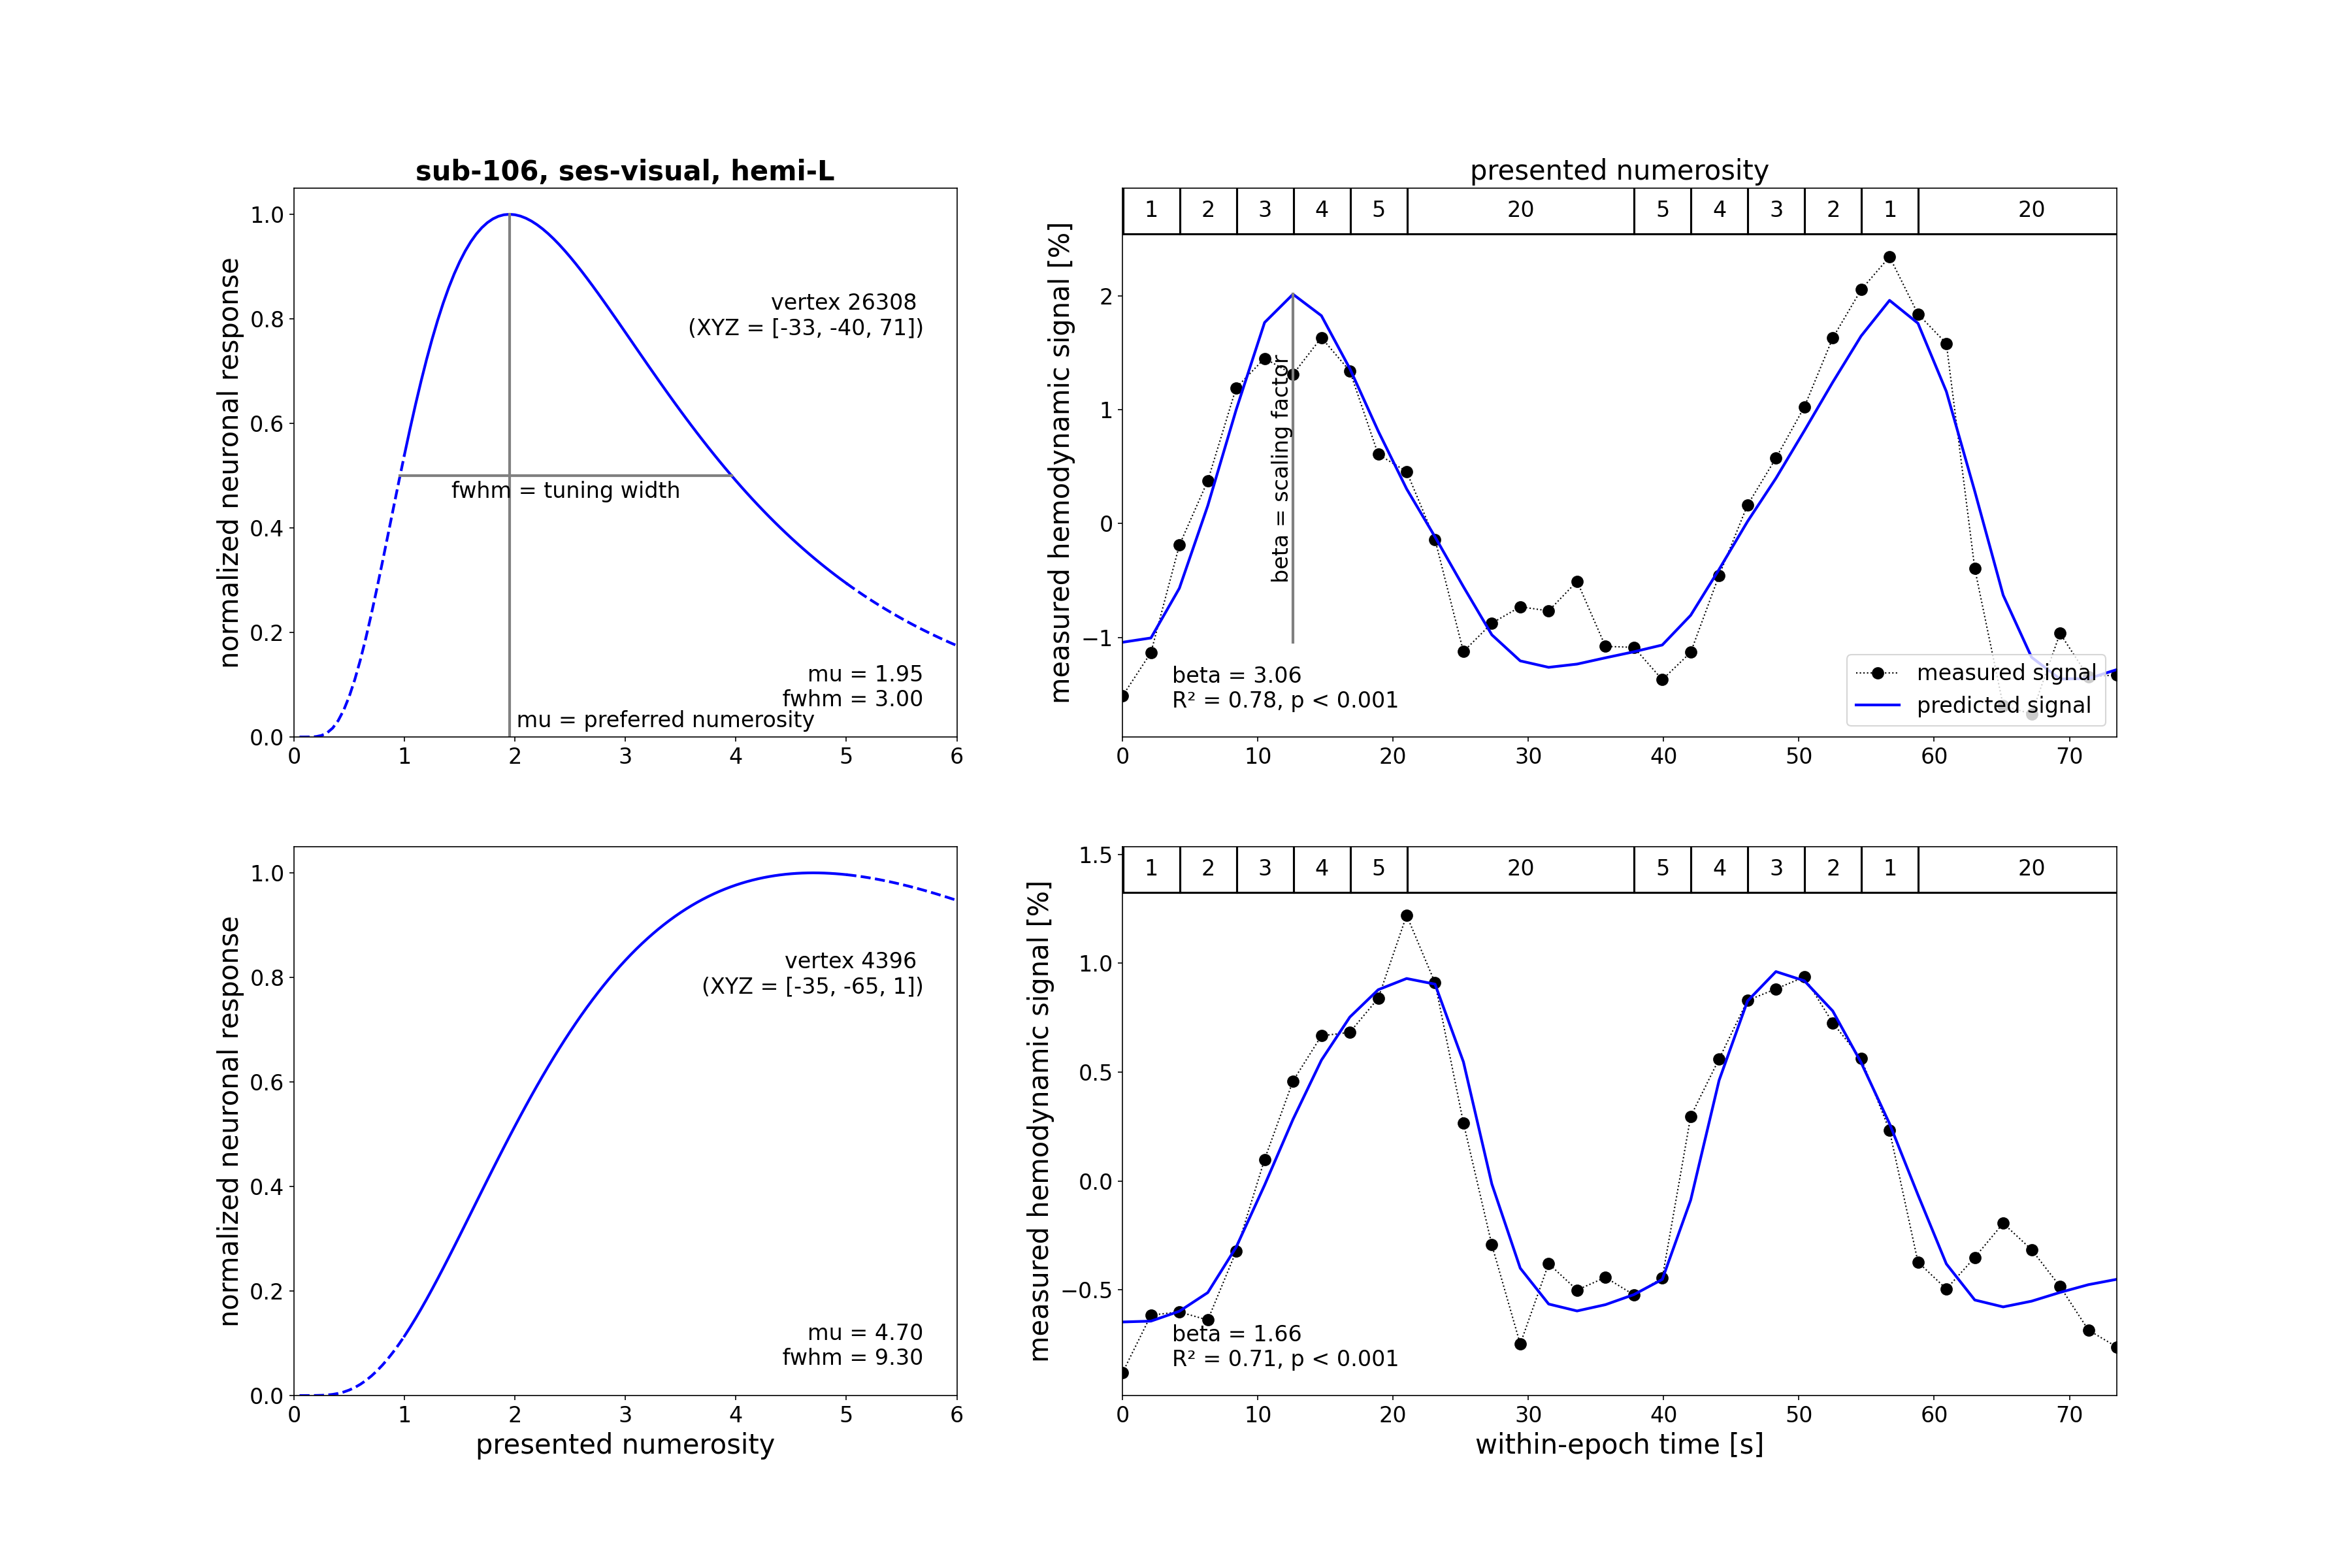 sub-106, ses-visual, hemi-L
normalized neuronal response
1.0
0.8
0.6
0.4
0.2
0.0
0 1 2 3 4 5 6
vertex 26308
(XYZ = [-33, -40, 71])
fwhm = tuning width
mu = 1.95
fwhm = 3.00
mu = preferred numerosity
presented numerosity
1 2 3 4 5 20 5 4 3 2 1 20
measured hemodynamic signal [%]
2
1
0
−1
0 10 20 30 40 50 60 70
beta = scaling factor
beta = 3.06
R² = 0.78, p < 0.001
measured signal
predicted signal
normalized neuronal response
1.0
0.8
0.6
0.4
0.2
0.0
0 1 2 3 4 5 6
presented numerosity
vertex 4396
(XYZ = [-35, -65, 1])
mu = 4.70
fwhm = 9.30
1 2 3 4 5 20 5 4 3 2 1 20
measured hemodynamic signal [%]
1.5
1.0
0.5
0.0
−0.5
0 10 20 30 40 50 60 70
within-epoch time [s]
beta = 1.66
R² = 0.71, p < 0.001